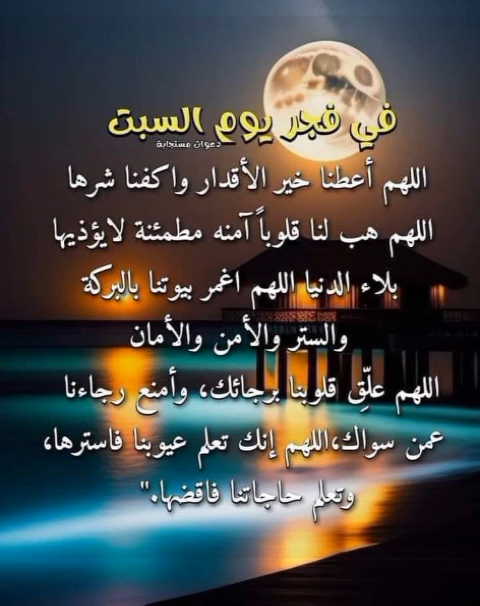 في فجر يوم السبت
دعوات مستجابة
اللهم أعطنا خير الأقدار واكفنا شرها
اللهم هب لنا قلوباً آمنه مطمئنة لايؤذيها
بلاء الدنيا اللهم اغمر بيوتنا بالبركة
والستر والأمن والأمان
اللهم علِّق قلوبنا برجائك، وأمنع رجاءنا
عمن سواك،اللهم إنك تعلم عيوبنا فاسترها،
وتعلم حاجاتنا فاقضها."